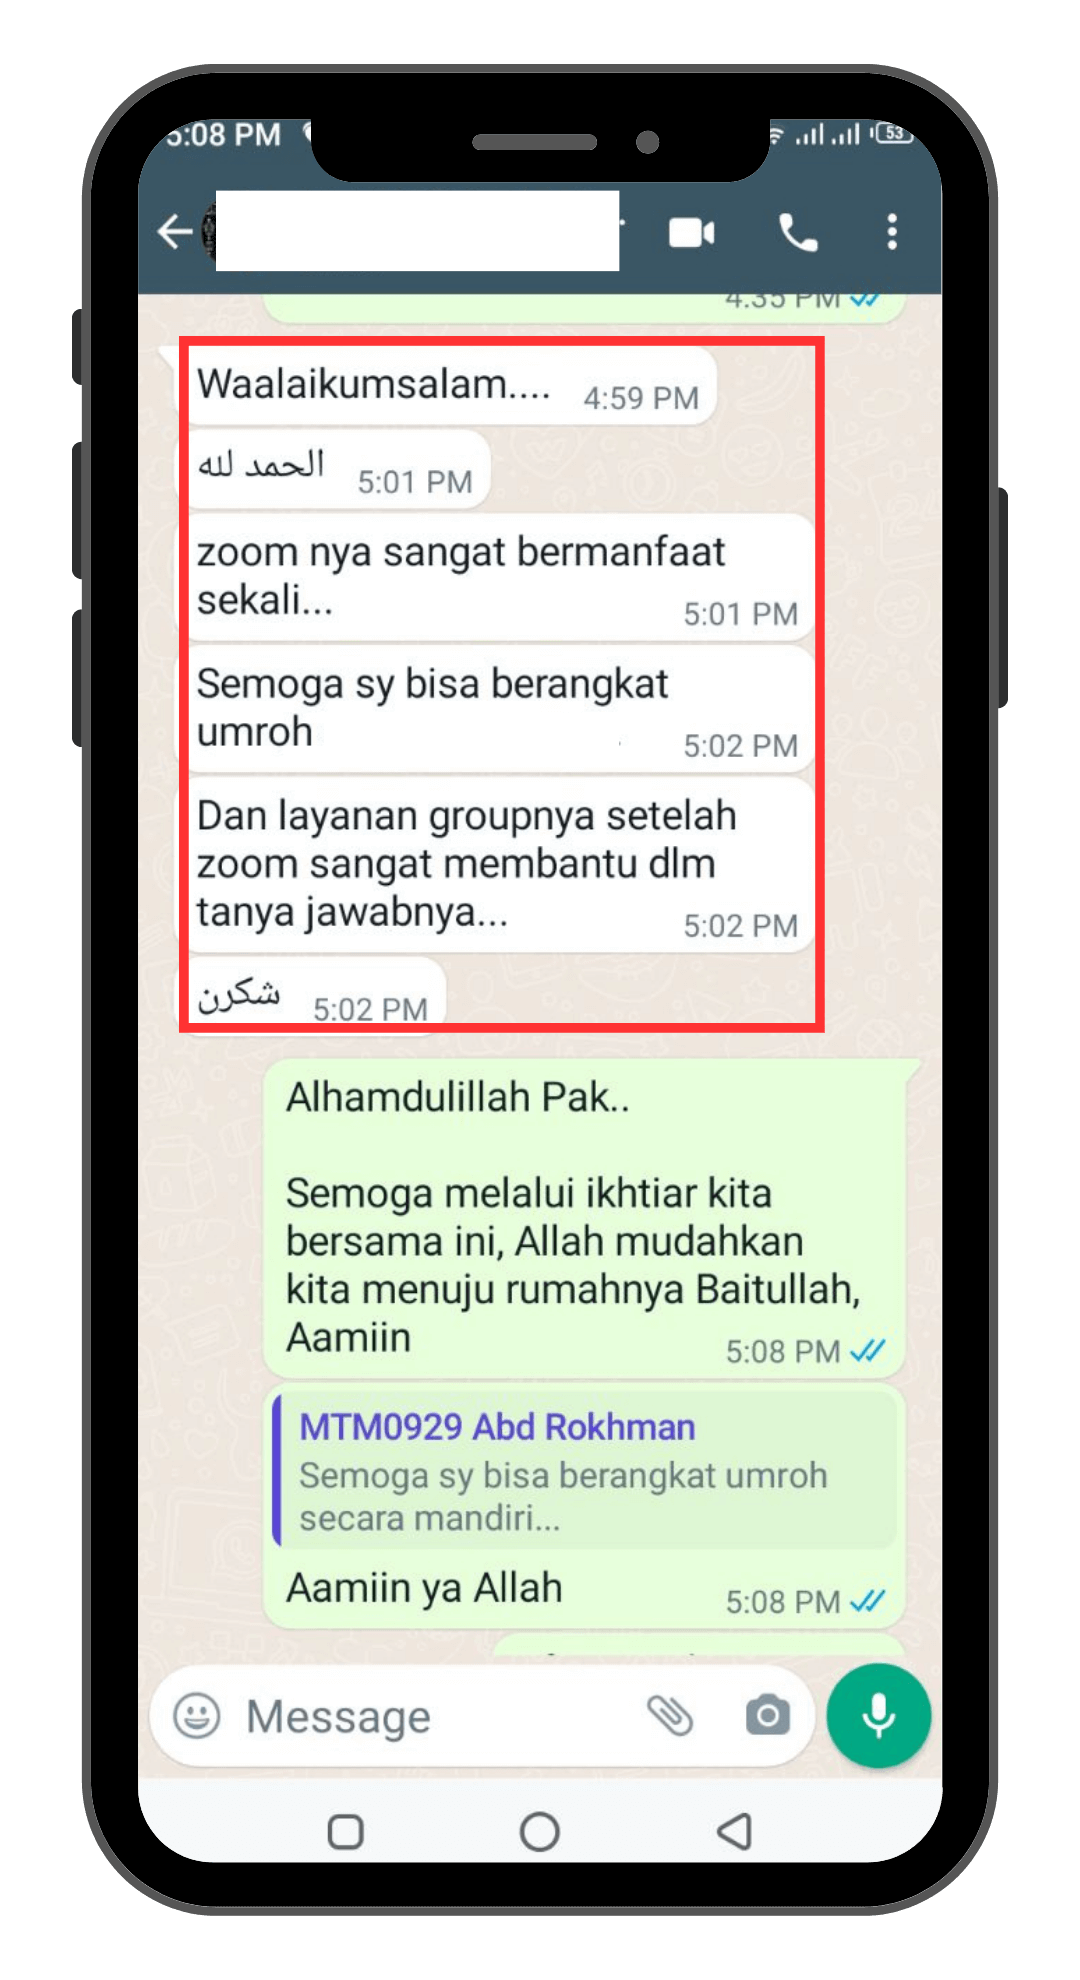 5:08 PM
53
4:35 PM
Waalaikumsalam....
4:59 PM
الحمد لله
5:01 PM
zoom nya sangat bermanfaat
sekali...
5:01 PM
Semoga sy bisa berangkat
umroh
5:02 PM
Dan layanan groupnya setelah
zoom sangat membantu dlm
tanya jawabnya...
5:02 PM
شكرن
5:02 PM
Alhamdulillah Pak..
Semoga melalui ikhtiar kita
bersama ini, Allah mudahkan
kita menuju rumahnya Baitullah,
Aamiin
5:08 PM
MTM0929 Abd Rokhman
Semoga sy bisa berangkat umroh
secara mandiri...
Aamiin ya Allah
5:08 PM
Message